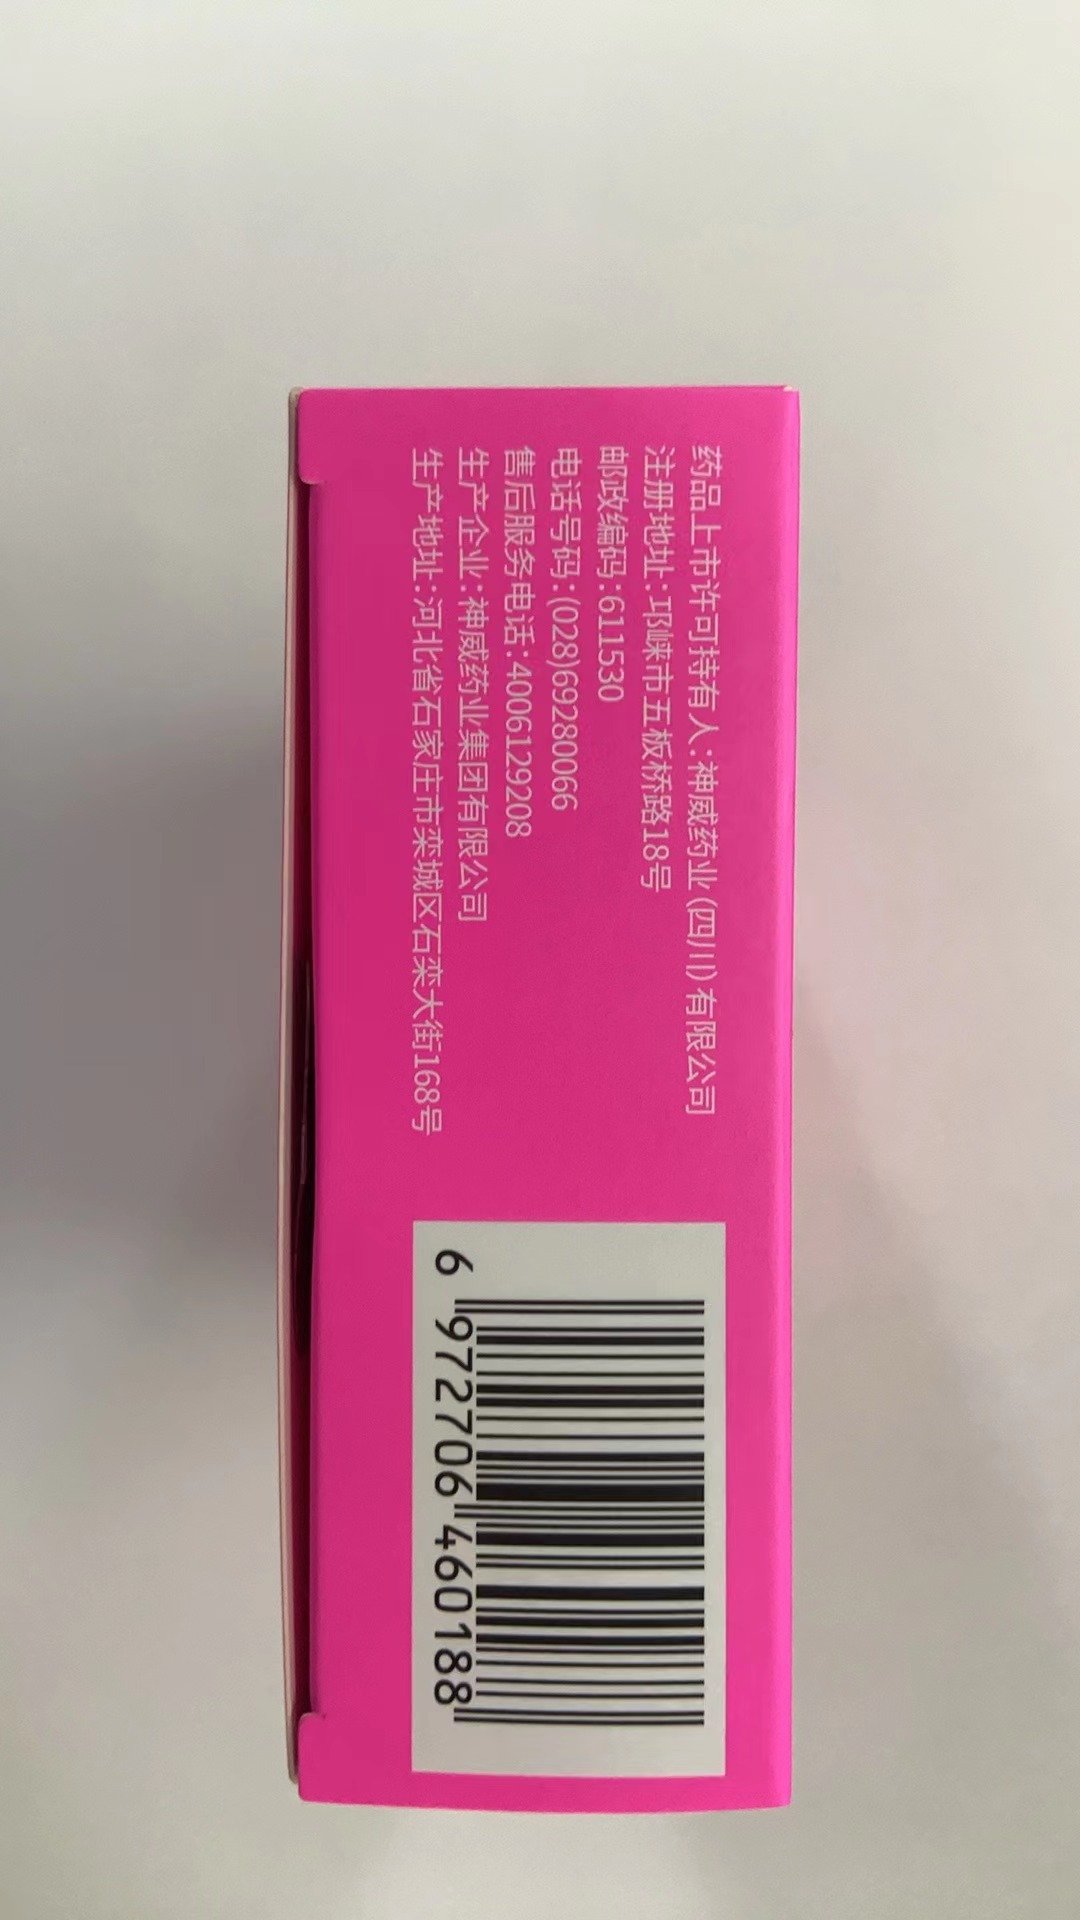 药品上市许可持有人:神威药业(四川)有限公司
注册地址:邛崃市五板桥路18号
邮政编码:611530
电话号码:(028)69280066
售后服务电话:4006129208
生产企业:神威药业集团有限公司
生产地址:河北省石家庄市栾城区石栾大街168号
6 972706 460188